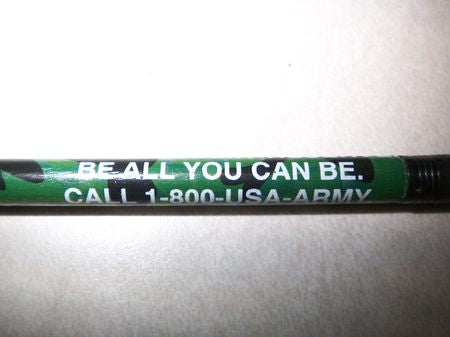 BE ALL YOU CAN BE.
CALL 1-800-USA-ARMY